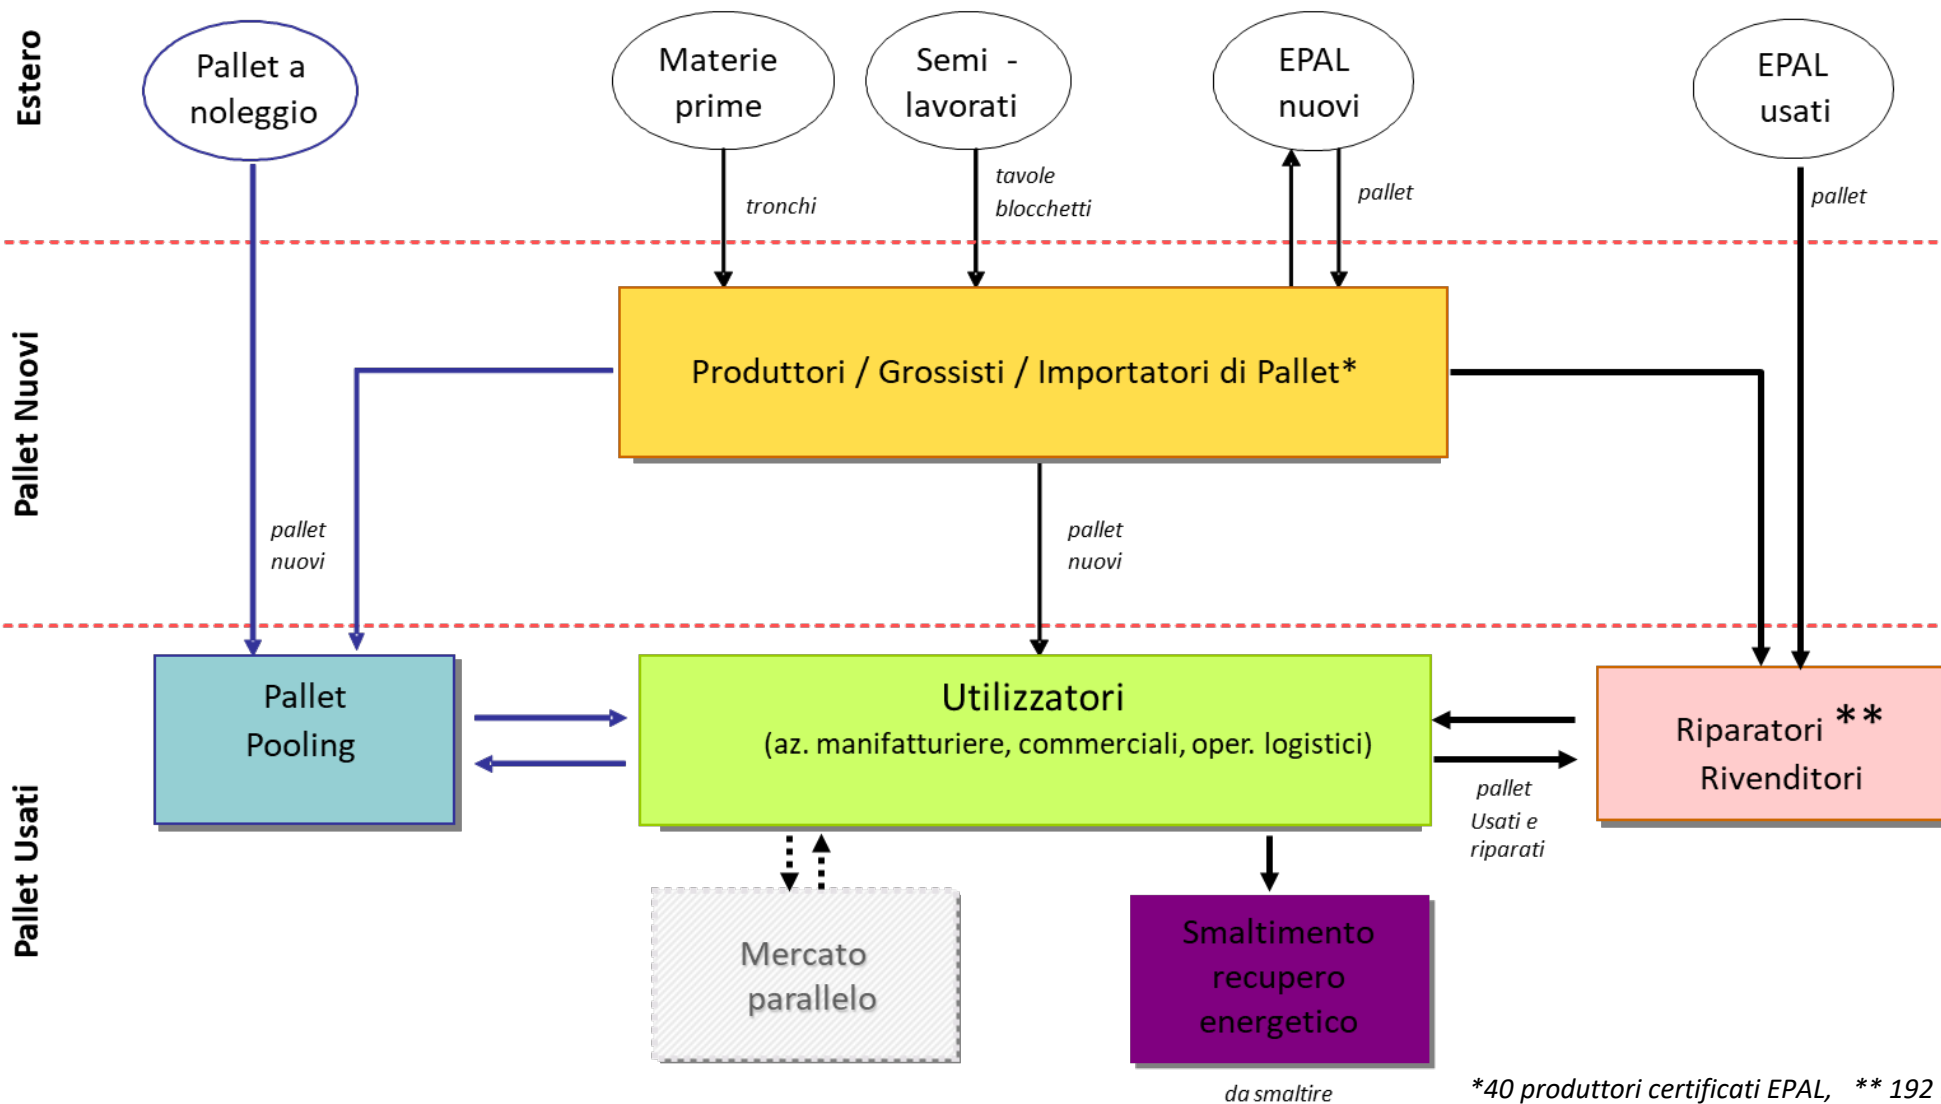 Estero
Pallet a
noleggio
Materie
prime
Semi -
lavorati
EPAL
nuovi
EPAL
usati
tronchi
tavole
blocchetti
pallet
pallet
Pallet Nuovi
Produttori / Grossisti / Importatori di Pallet*
pallet
nuovi
pallet
nuovi
Pallet Usati
Pallet
Pooling
Utilizzatori
(az. manifatturiere, commerciali, oper. logistici)
Riparatori **
Rivenditori
pallet
Usati e
riparati
Mercato
parallelo
Smaltimento
recupero
energetico
da smaltire
*40 produttori certificati EPAL, ** 192